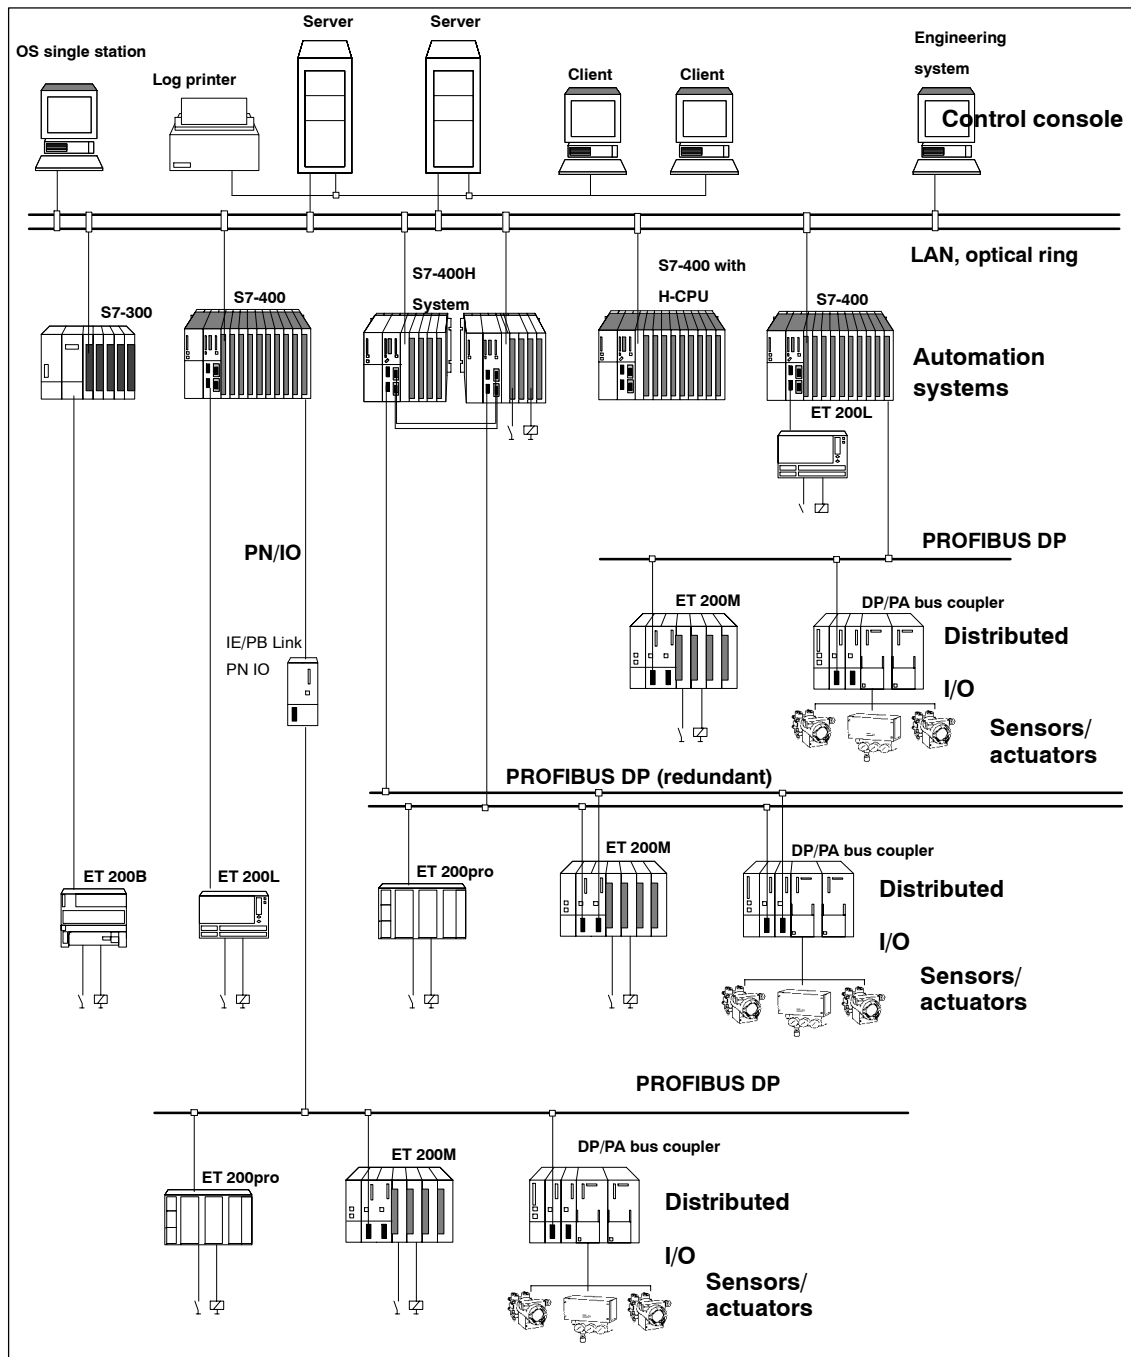 Server
Server
OS single station
Log printer
Client
Client
Engineering
system
Control console
LAN, optical ring
S7-300
S7-400
S7-400H
System
S7-400 with
H-CPU
S7-400
Automation
systems
ET 200L
PN/IO
PROFIBUS DP
ET 200M
DP/PA bus coupler
Distributed
I/O
IE/PB Link
PN IO
Sensors/
actuators
PROFIBUS DP (redundant)
ET 200B
ET 200L
ET 200pro
ET 200M
DP/PA bus coupler
Distributed
I/O
Sensors/
actuators
PROFIBUS DP
ET 200pro
ET 200M
DP/PA bus coupler
Distributed
I/O
Sensors/
actuators